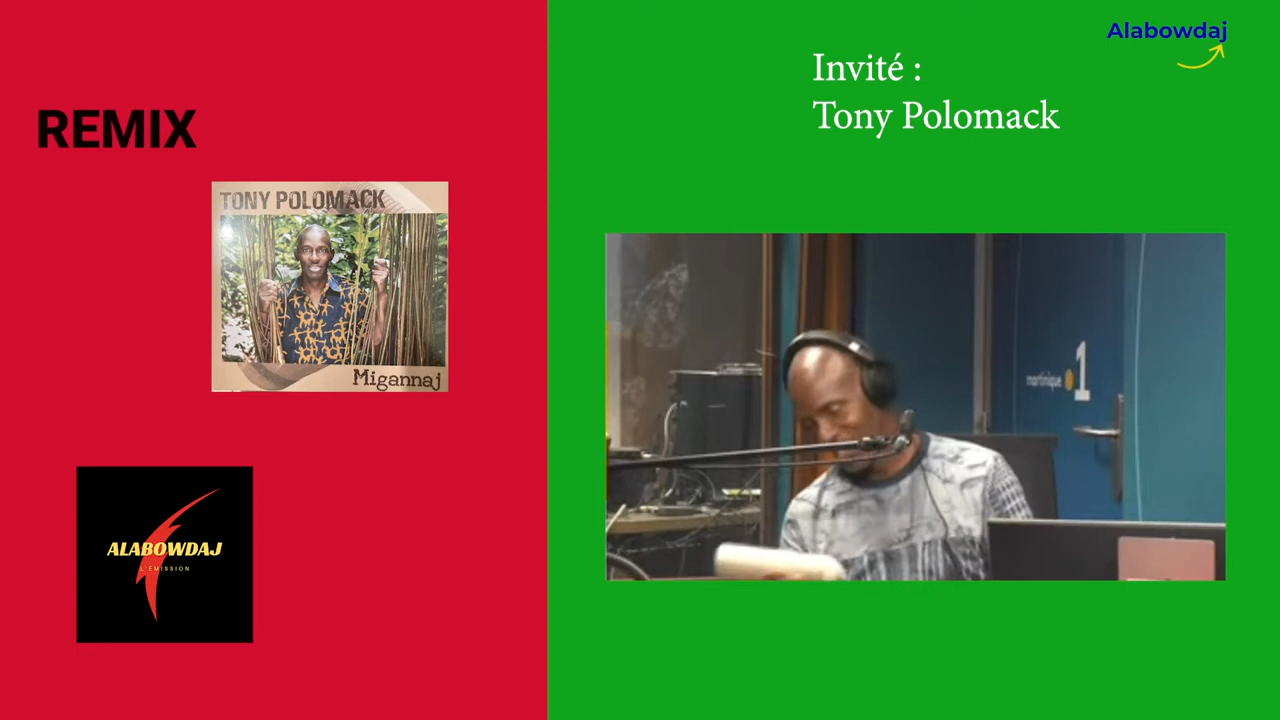 REMIX
TONY POLOMACK
Migannaj
ALABOWDAJ
L'ÉMISSION
Alabowdaj
Invité :
Tony Polomack
martinique
1